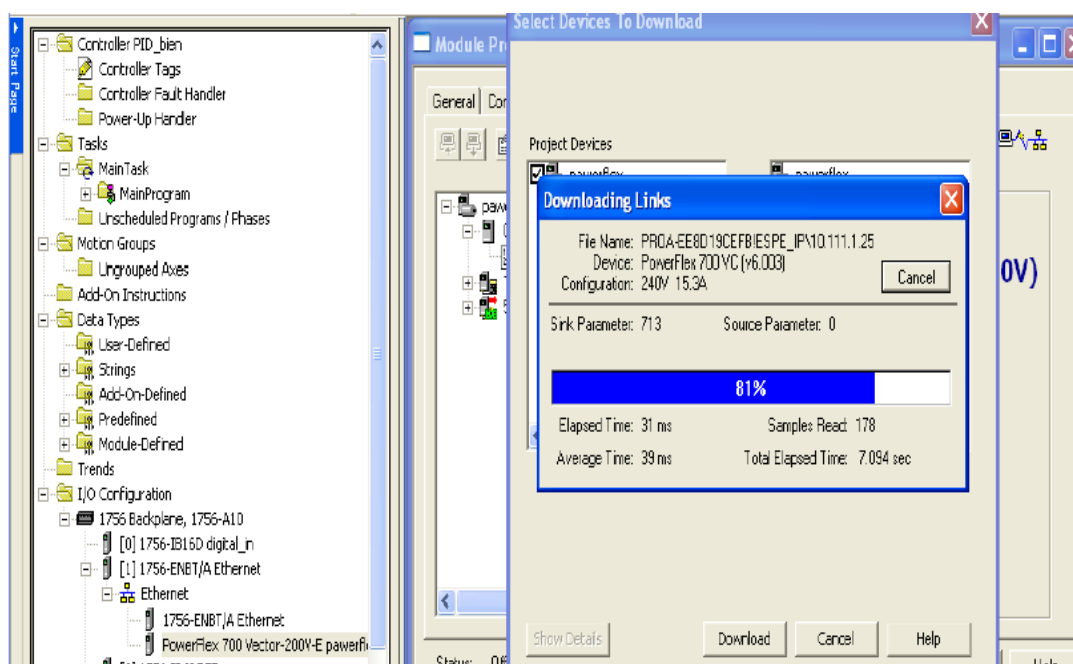 Start Page
Controller PID_bien
Controller Tags
Controller Fault Handler
Power-Up Handler
Tasks
MainTask
MainProgram
Unscheduled Programs / Phases
Motion Groups
Ungrouped Axes
Add-On Instructions
Data Types
User-Defined
Strings
Add-On-Defined
Predefined
Module-Defined
Trends
I/O Configuration
1756 Backplane, 1756-A10
[0] 1756-IB16D digital_in
[1] 1756-ENBT/A Ethernet
Ethernet
1756-ENBT/A Ethernet
PowerFlex 700 Vector-200V-E
Module
General
Select Devices To Download
Project Devices
Downloading Links
File Name: PROA-EE8D19CEFB!ESPE_IP\10.111.1.25
Device: PowerFlex 700 VC (v6.003)
Configuration: 240V 15.3A
Cancel
Sink Parameter: 713 Source Parameter: 0
81%
Elapsed Time: 31 ms Samples Read: 178
Average Time: 39 ms Total Elapsed Time: 7.094 sec
0V)
Show Details Download Cancel Help
Status: